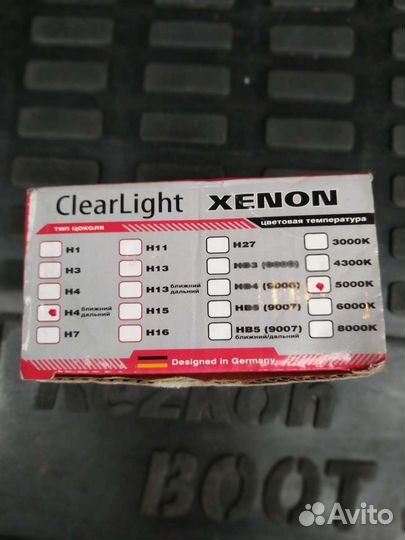 ClearLight XENON
тип цоколя
цветовая температура
H1
H3
H4
H4 ближний дальний
H7
H11
H13
H13 ближний дальний
H15
H16
H27
HB3
HB4 (9006)
HB5 (9007)
HB5 (9007) ближний/дальний
3000K
4300K
5000K
6000K
8000K
Designed in Germany
REZKON
BOOT
Avito